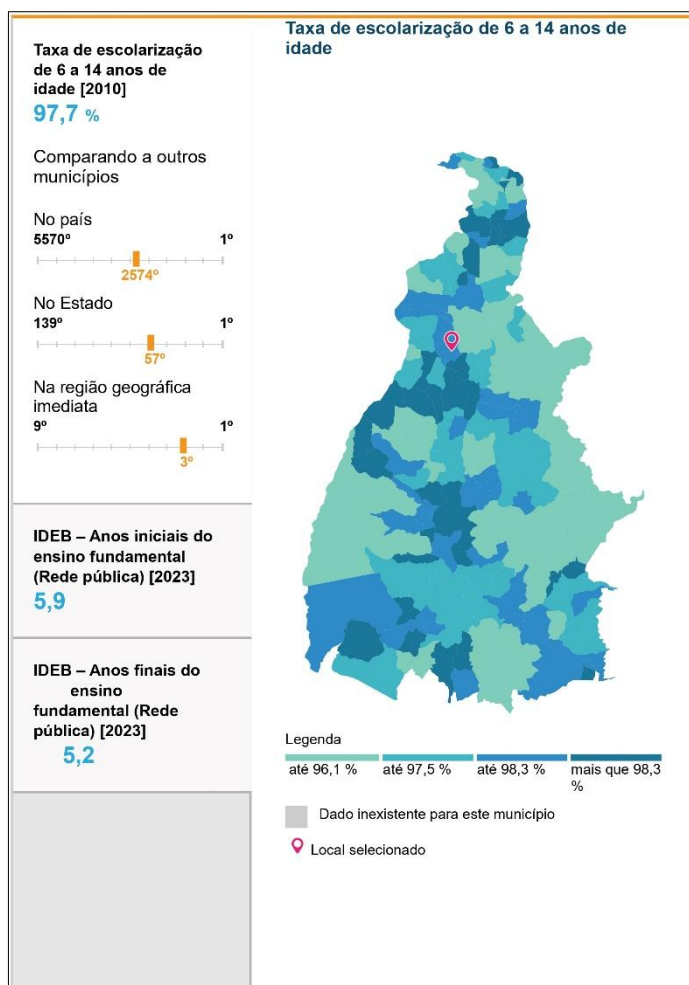 Taxa de escolarização
de 6 a 14 anos de
idade [2010]
97,7 %
Comparando a outros
municípios
No país
5570º 1º
2574º
No Estado
139º 1º
57º
Na região geográfica
imediata
9º 1º
3º
IDEB – Anos iniciais do
ensino fundamental
(Rede pública) [2023]
5,9
IDEB – Anos finais do
ensino
fundamental (Rede
pública) [2023]
5,2
Taxa de escolarização de 6 a 14 anos de
idade
Legenda
até 96,1 % até 97,5 % até 98,3 % mais que 98,3
%
Dado inexistente para este município
Local selecionado